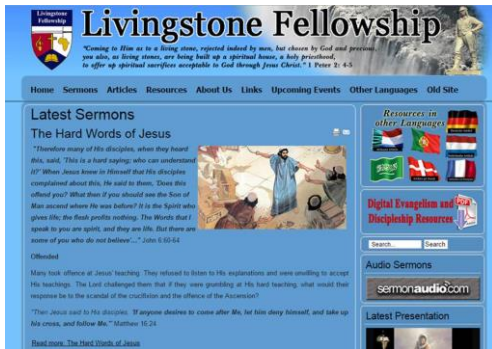 Livingstone
Fellowship
Livingstone Fellowship
"Coming to Him as to a living stone, rejected indeed by men, but chosen by God and precious,
you also, as living stones, are being built up a spiritual house, a holy priesthood,
to offer up spiritual sacrifices acceptable to God through Jesus Christ." 1 Peter 2: 4-5
Home Sermons Articles Resources About Us Links Upcoming Events Other Languages Old Site
Latest Sermons
The Hard Words of Jesus
"Therefore many of His disciples, when they heard
this, said, 'This is a hard saying; who can understand
it?' When Jesus knew in Himself that His disciples
complained about this, He said to them, 'Does this
offend you? What then if you should see the Son of
Man ascend where He was before? It is the Spirit who
gives life; the flesh profits nothing. The Words that I
speak to you are spirit, and they are life. But there are
some of you who do not believe'..." John 6:60-64
Offended
Many took offence at Jesus' teaching. They refused to listen to His explanations and were unwilling to accept
His teachings. The Lord challenged them that if they were grumbling at His hard teaching, what would their
response be to the scandal of the crucifixion and the offence of the Ascension?
"Then Jesus said to His disciples: 'If anyone desires to come after Me, let him deny himself, and take up
his cross, and follow Me.'" Matthew 16:24
Read more: The Hard Words of Jesus
Resources in
other Languages
Digital Evangelism and
Discipleship Resources
Search... Search
Audio Sermons
sermonaudio.com
Latest Presentation